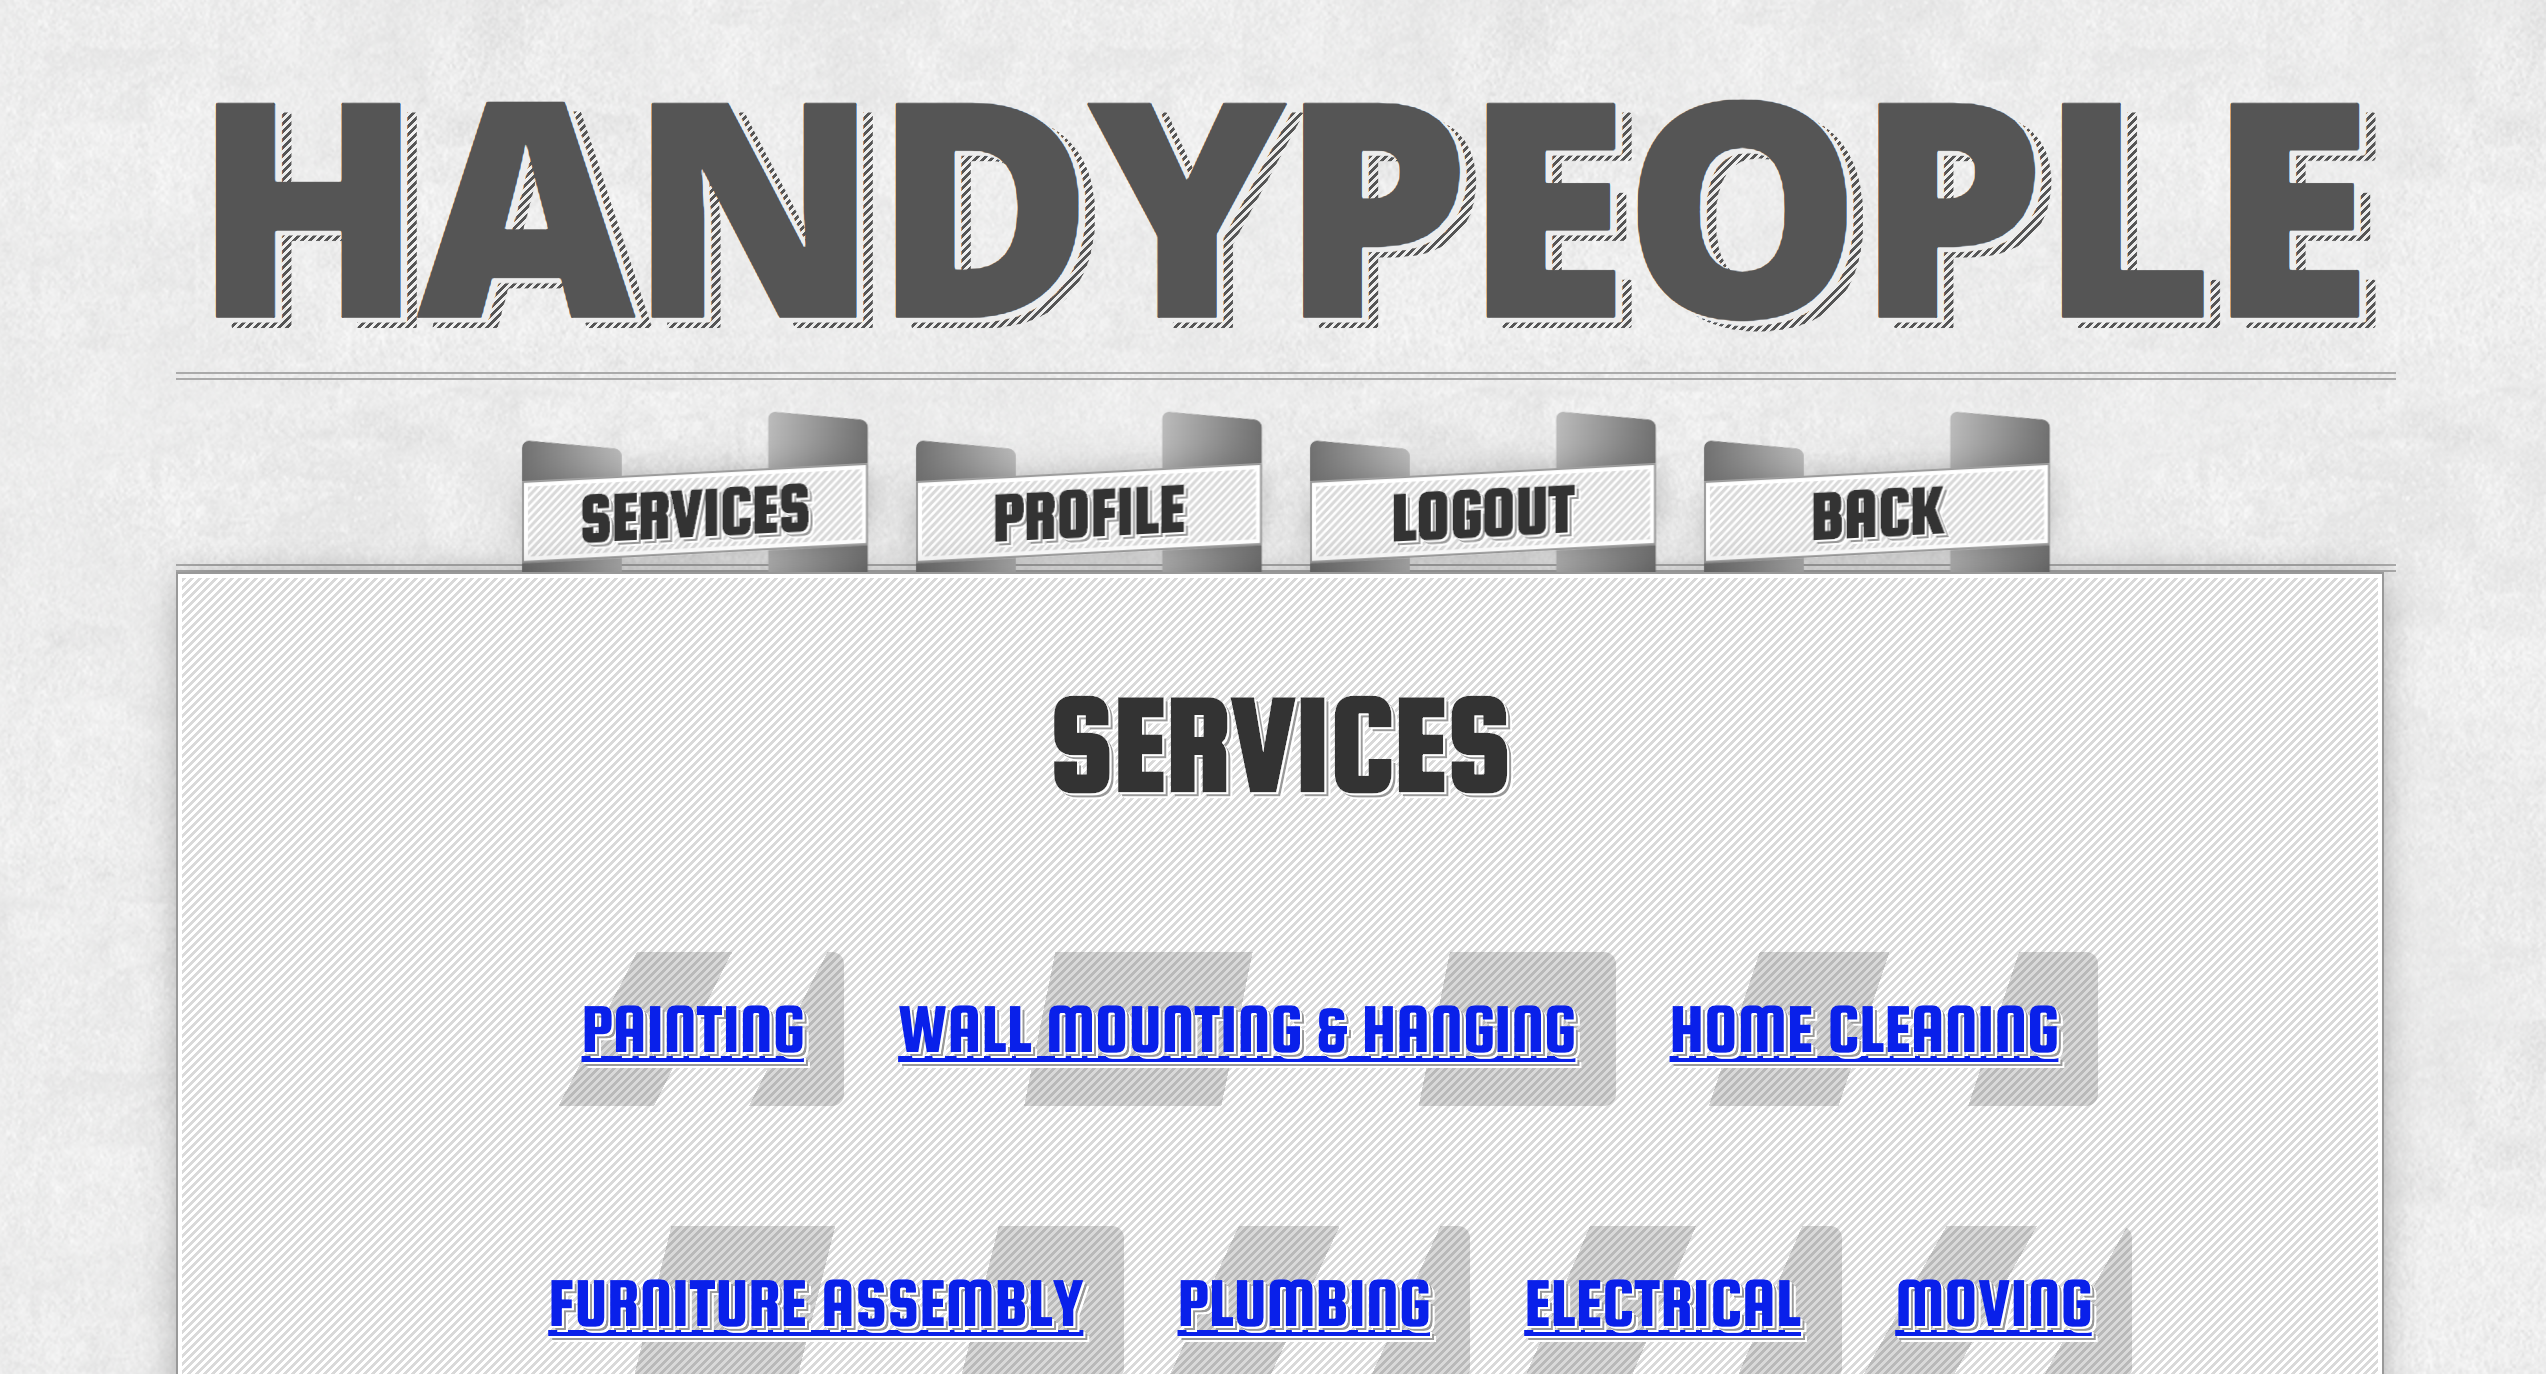 HANDYPEOPLE
SERVICES PROFILE LOGOUT BACK
SERVICES
PAINTING WALL MOUNTING & HANGING HOME CLEANING
FURNITURE ASSEMBLY PLUMBING ELECTRICAL MOVING